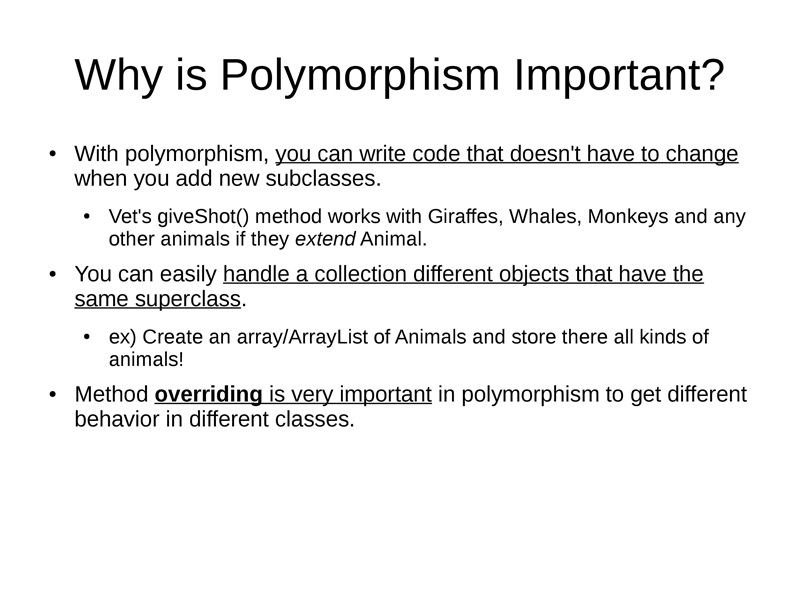 Why is Polymorphism Important?
• With polymorphism, you can write code that doesn't have to change
when you add new subclasses.
• Vet's giveShot() method works with Giraffes, Whales, Monkeys and any
other animals if they extend Animal.
• You can easily handle a collection different objects that have the
same superclass.
• ex) Create an array/ArrayList of Animals and store there all kinds of
animals!
• Method overriding is very important in polymorphism to get different
behavior in different classes.